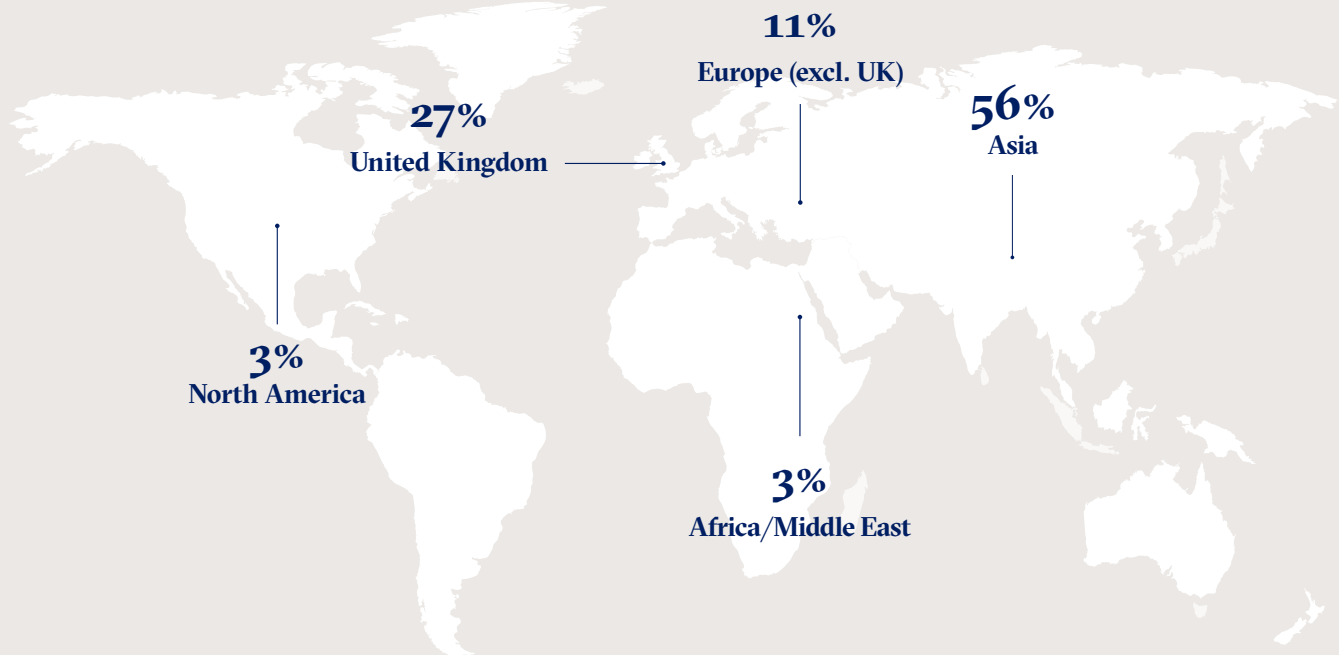 11%
Europe (excl. UK)
56%
Asia
27%
United Kingdom
3%
North America
3%
Africa/Middle East